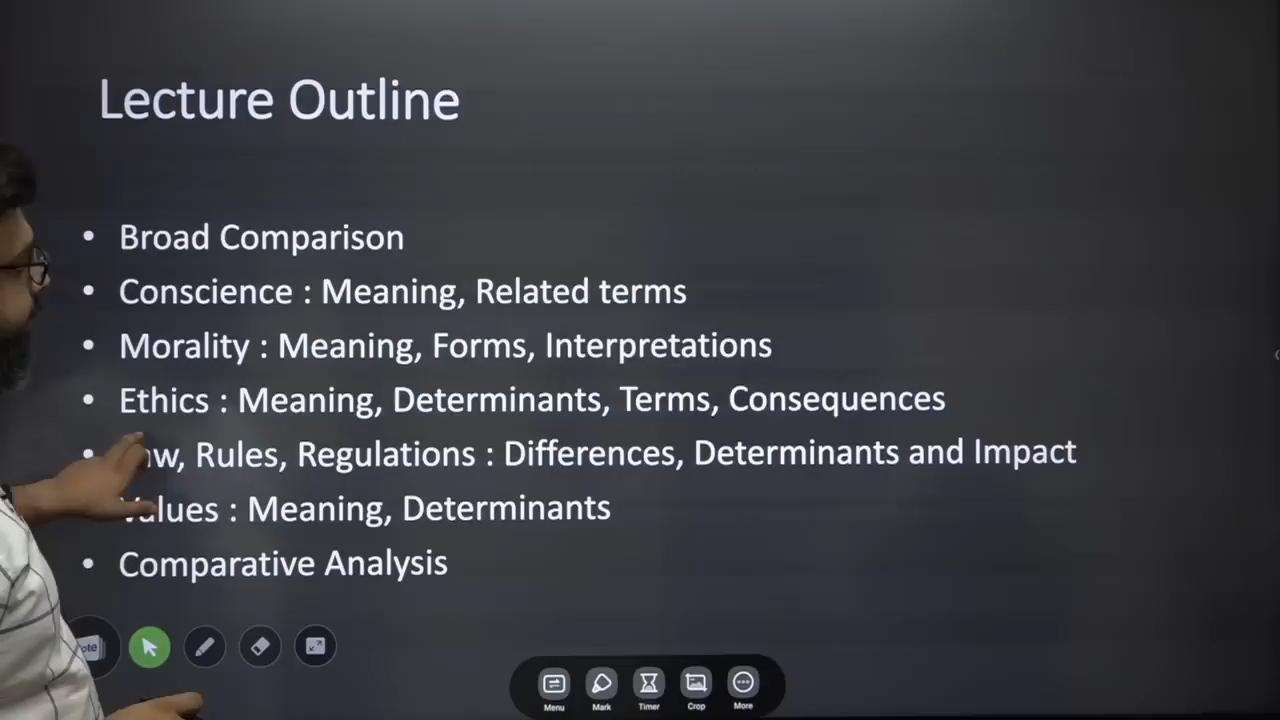 Lecture Outline
• Broad Comparison
• Conscience : Meaning, Related terms
• Morality : Meaning, Forms, Interpretations
• Ethics : Meaning, Determinants, Terms, Consequences
• Rules, Regulations : Differences, Determinants and Impact
Values : Meaning, Determinants
• Comparative Analysis
Menu Mark Timer Crop More